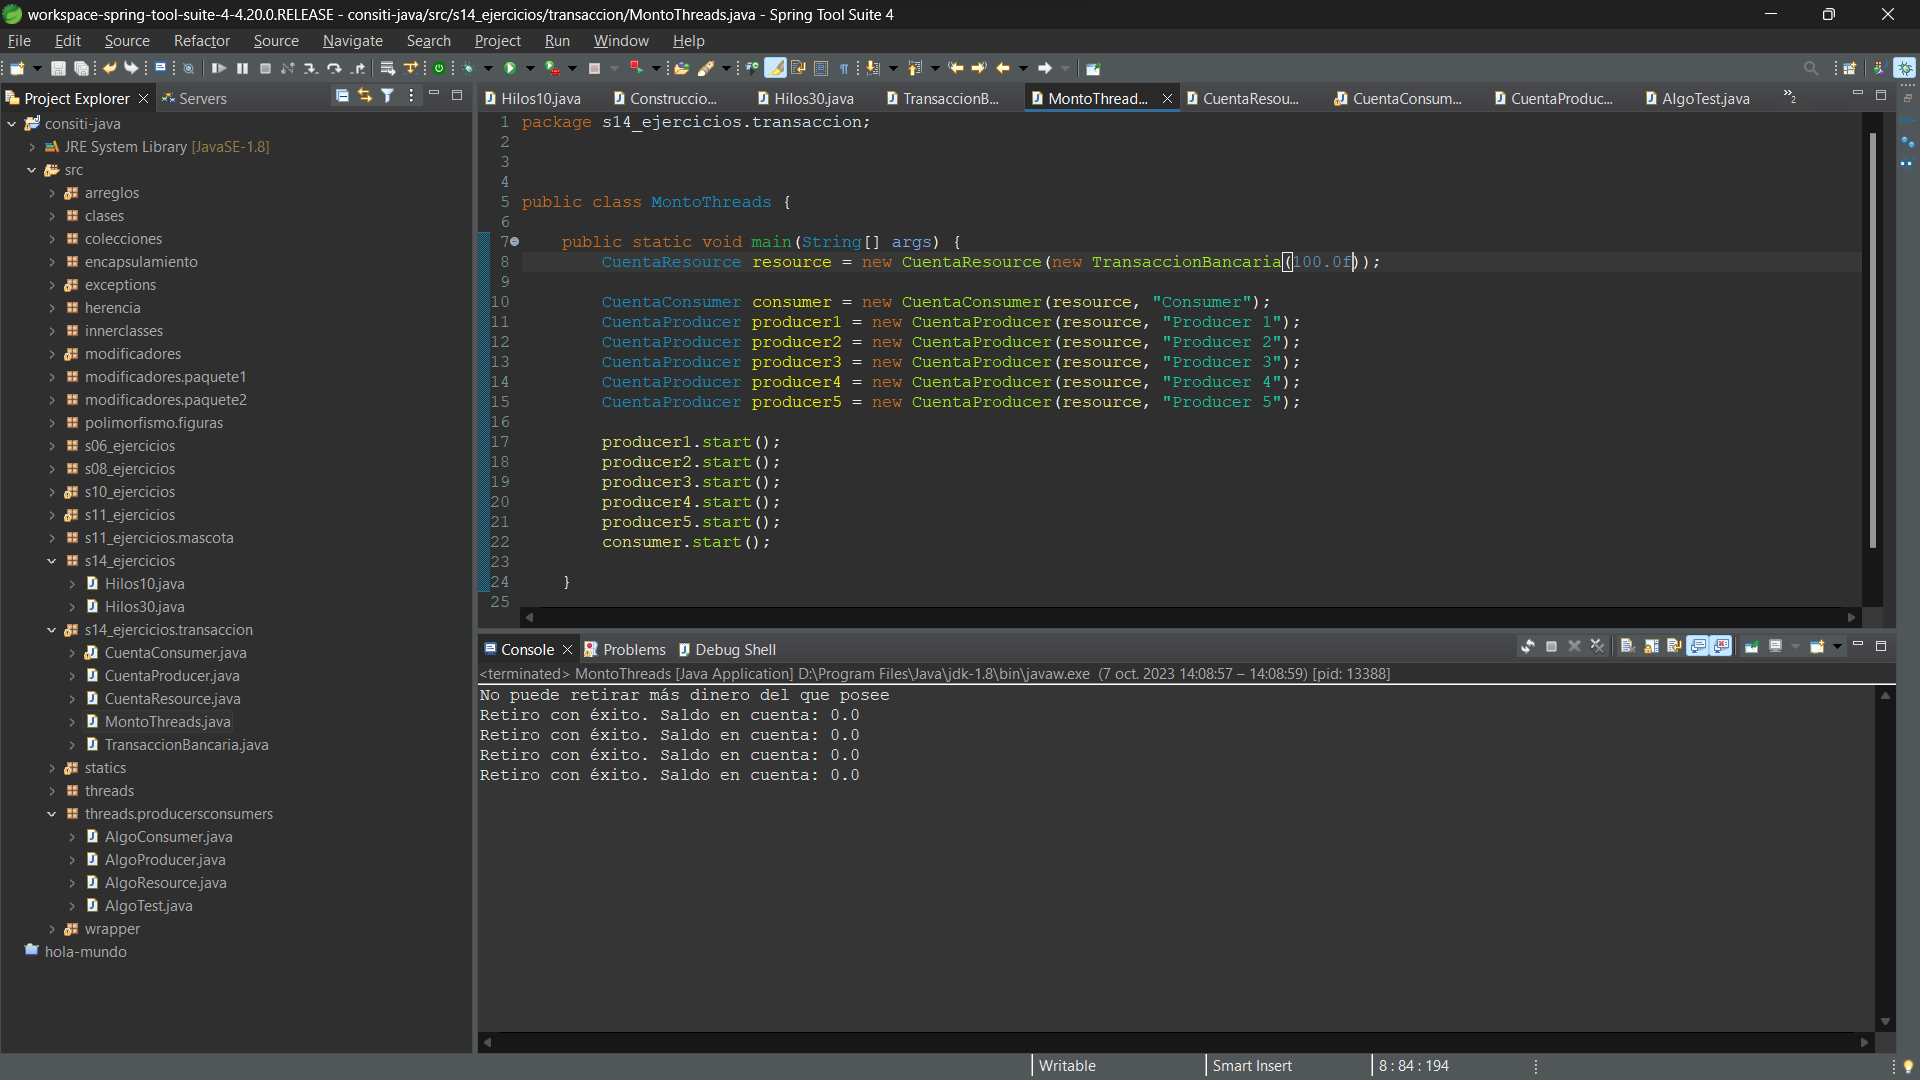 workspace-spring-tool-suite-4-4.20.0.RELEASE - consiti-java/src/s14_ejercicios/transaccion/MontoThreads.java - Spring Tool Suite 4
File Edit Source Refactor Source Navigate Search Project Run Window Help
Project Explorer Servers
consiti-java
JRE System Library [JavaSE-1.8]
src
arreglos
clases
colecciones
encapsulamiento
exceptions
herencia
innerclasses
modificadores
modificadores.paquete1
modificadores.paquete2
polimorfismo.figuras
s06_ejercicios
s08_ejercicios
s10_ejercicios
s11_ejercicios
s11_ejercicios.mascota
s14_ejercicios
Hilos10.java
Hilos30.java
s14_ejercicios.transaccion
CuentaConsumer.java
CuentaProducer.java
CuentaResource.java
MontoThreads.java
TransaccionBancaria.java
statics
threads
threads.producersconsumers
AlgoConsumer.java
AlgoProducer.java
AlgoResource.java
AlgoTest.java
wrapper
hola-mundo
Hilos10.java Construccio... Hilos30.java TransaccionB... MontoThread... CuentaResou... CuentaConsum... CuentaProduc... AlgoTest.java »2
1 package s14_ejercicios.transaccion;
2
3
4
5 public class MontoThreads {
6
7 public static void main(String[] args) {
8 CuentaResource resource = new CuentaResource(new TransaccionBancaria(100.0f));
9
10 CuentaConsumer consumer = new CuentaConsumer(resource, "Consumer");
11 CuentaProducer producer1 = new CuentaProducer(resource, "Producer 1");
12 CuentaProducer producer2 = new CuentaProducer(resource, "Producer 2");
13 CuentaProducer producer3 = new CuentaProducer(resource, "Producer 3");
14 CuentaProducer producer4 = new CuentaProducer(resource, "Producer 4");
15 CuentaProducer producer5 = new CuentaProducer(resource, "Producer 5");
16
17 producer1.start();
18 producer2.start();
19 producer3.start();
20 producer4.start();
21 producer5.start();
22 consumer.start();
23
24 }
25
Console Problems Debug Shell
<terminated> MontoThreads [Java Application] D:\Program Files\Java\jdk-1.8\bin\javaw.exe (7 oct. 2023 14:08:57 – 14:08:59) [pid: 13388]
No puede retirar más dinero del que posee
Retiro con éxito. Saldo en cuenta: 0.0
Retiro con éxito. Saldo en cuenta: 0.0
Retiro con éxito. Saldo en cuenta: 0.0
Retiro con éxito. Saldo en cuenta: 0.0
Writable Smart Insert 8 : 84 : 194